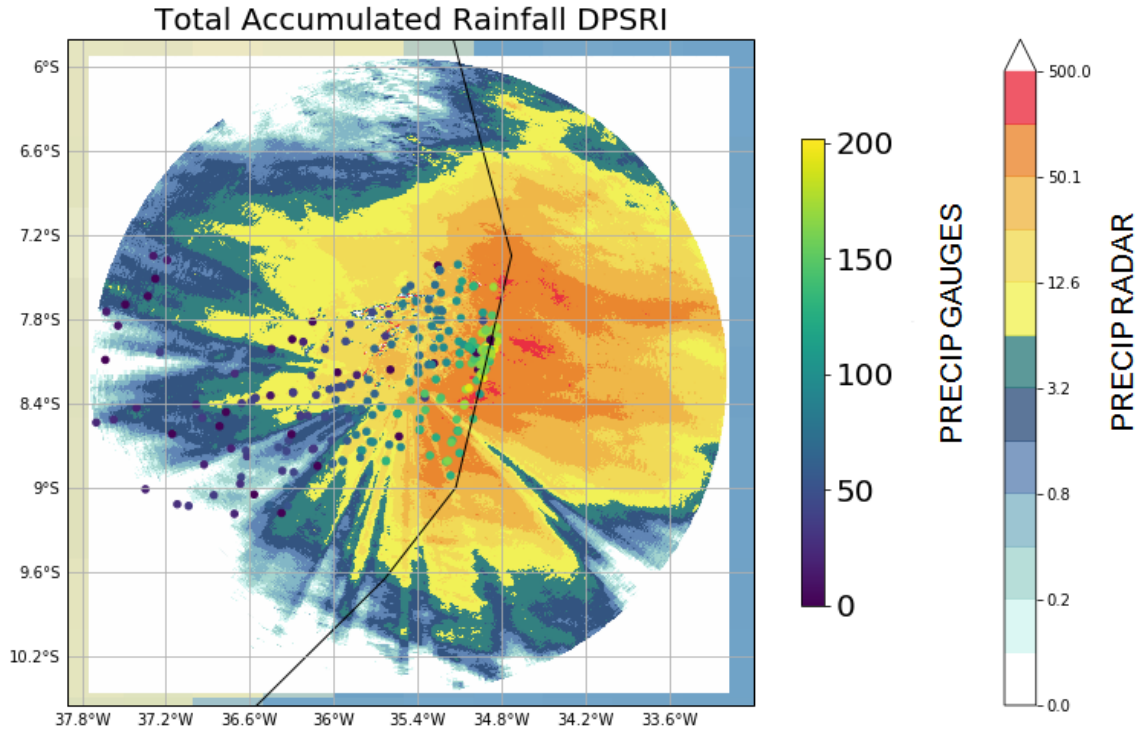 Total Accumulated Rainfall DPSRI
6°S
6.6°S
7.2°S
7.8°S
8.4°S
9°S
9.6°S
10.2°S
37.8°W
37.2°W
36.6°W
36°W
35.4°W
34.8°W
34.2°W
33.6°W
200
150
100
50
0
PRECIP GAUGES
500.0
50.1
12.6
3.2
0.8
0.2
0.0
PRECIP RADAR